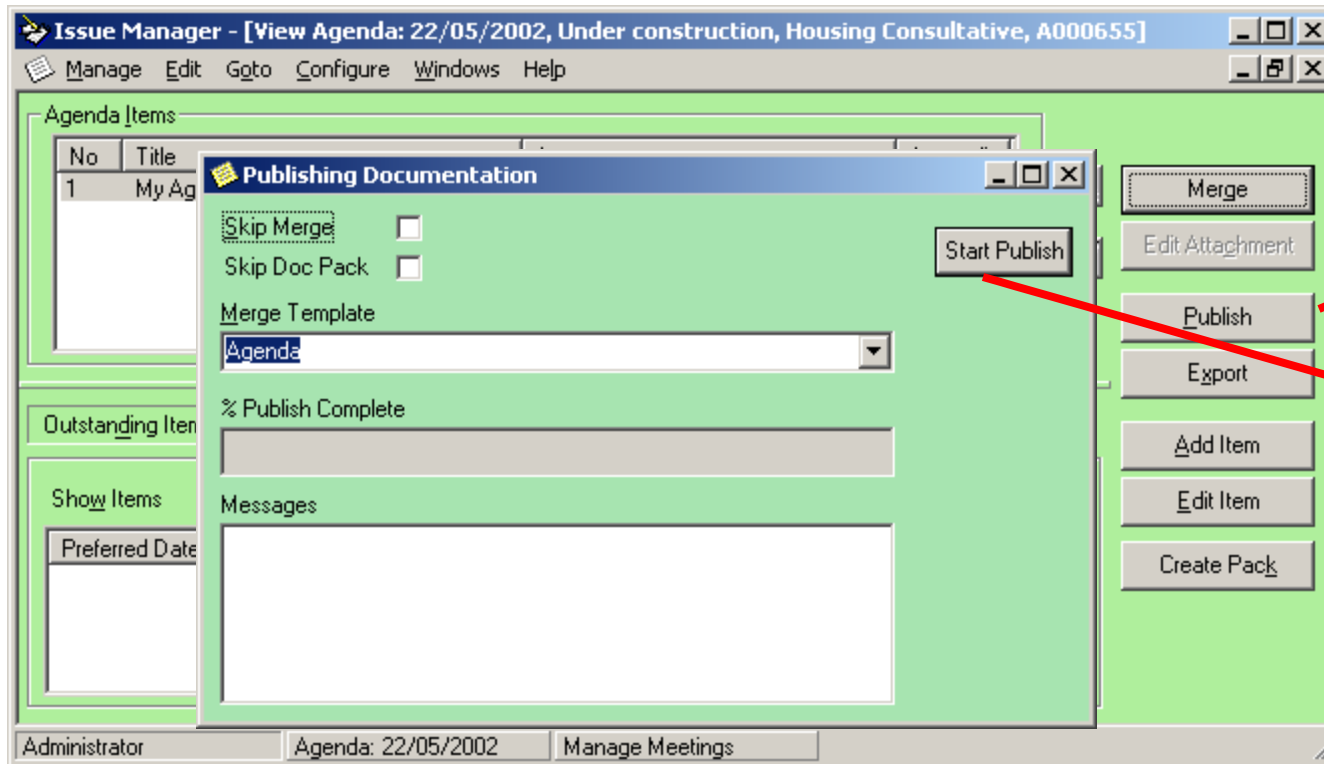 Issue Manager - [View Agenda: 22/05/2002, Under construction, Housing Consultative, A000655]
Manage Edit Goto Configure Windows Help
Agenda Items
No Title
1 My Ag
Publishing Documentation
Skip Merge
Skip Doc Pack
Start Publish
Merge Template
Agenda
% Publish Complete
Messages
Merge
Edit Attachment
Publish
Export
Add Item
Edit Item
Create Pack
Outstanding Iten
Show Items
Preferred Date
Administrator Agenda: 22/05/2002 Manage Meetings